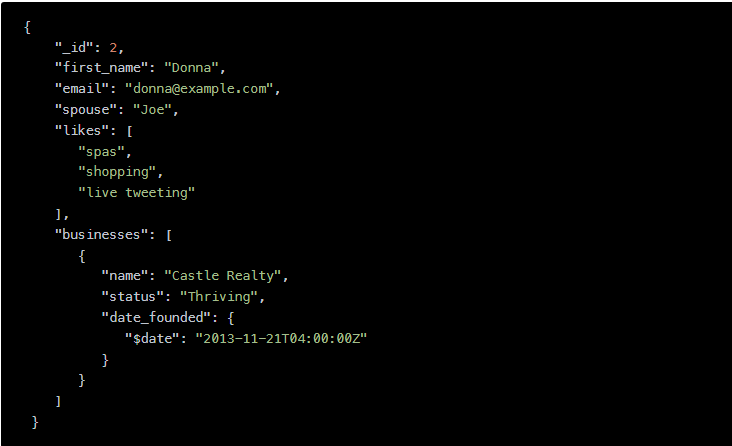 {
"_id": 2,
"first_name": "Donna",
"email": "donna@example.com",
"spouse": "Joe",
"likes": [
"spas",
"shopping",
"live tweeting"
],
"businesses": [
{
"name": "Castle Realty",
"status": "Thriving",
"date_founded": {
"$date": "2013-11-21T04:00:00Z"
}
}
]
}